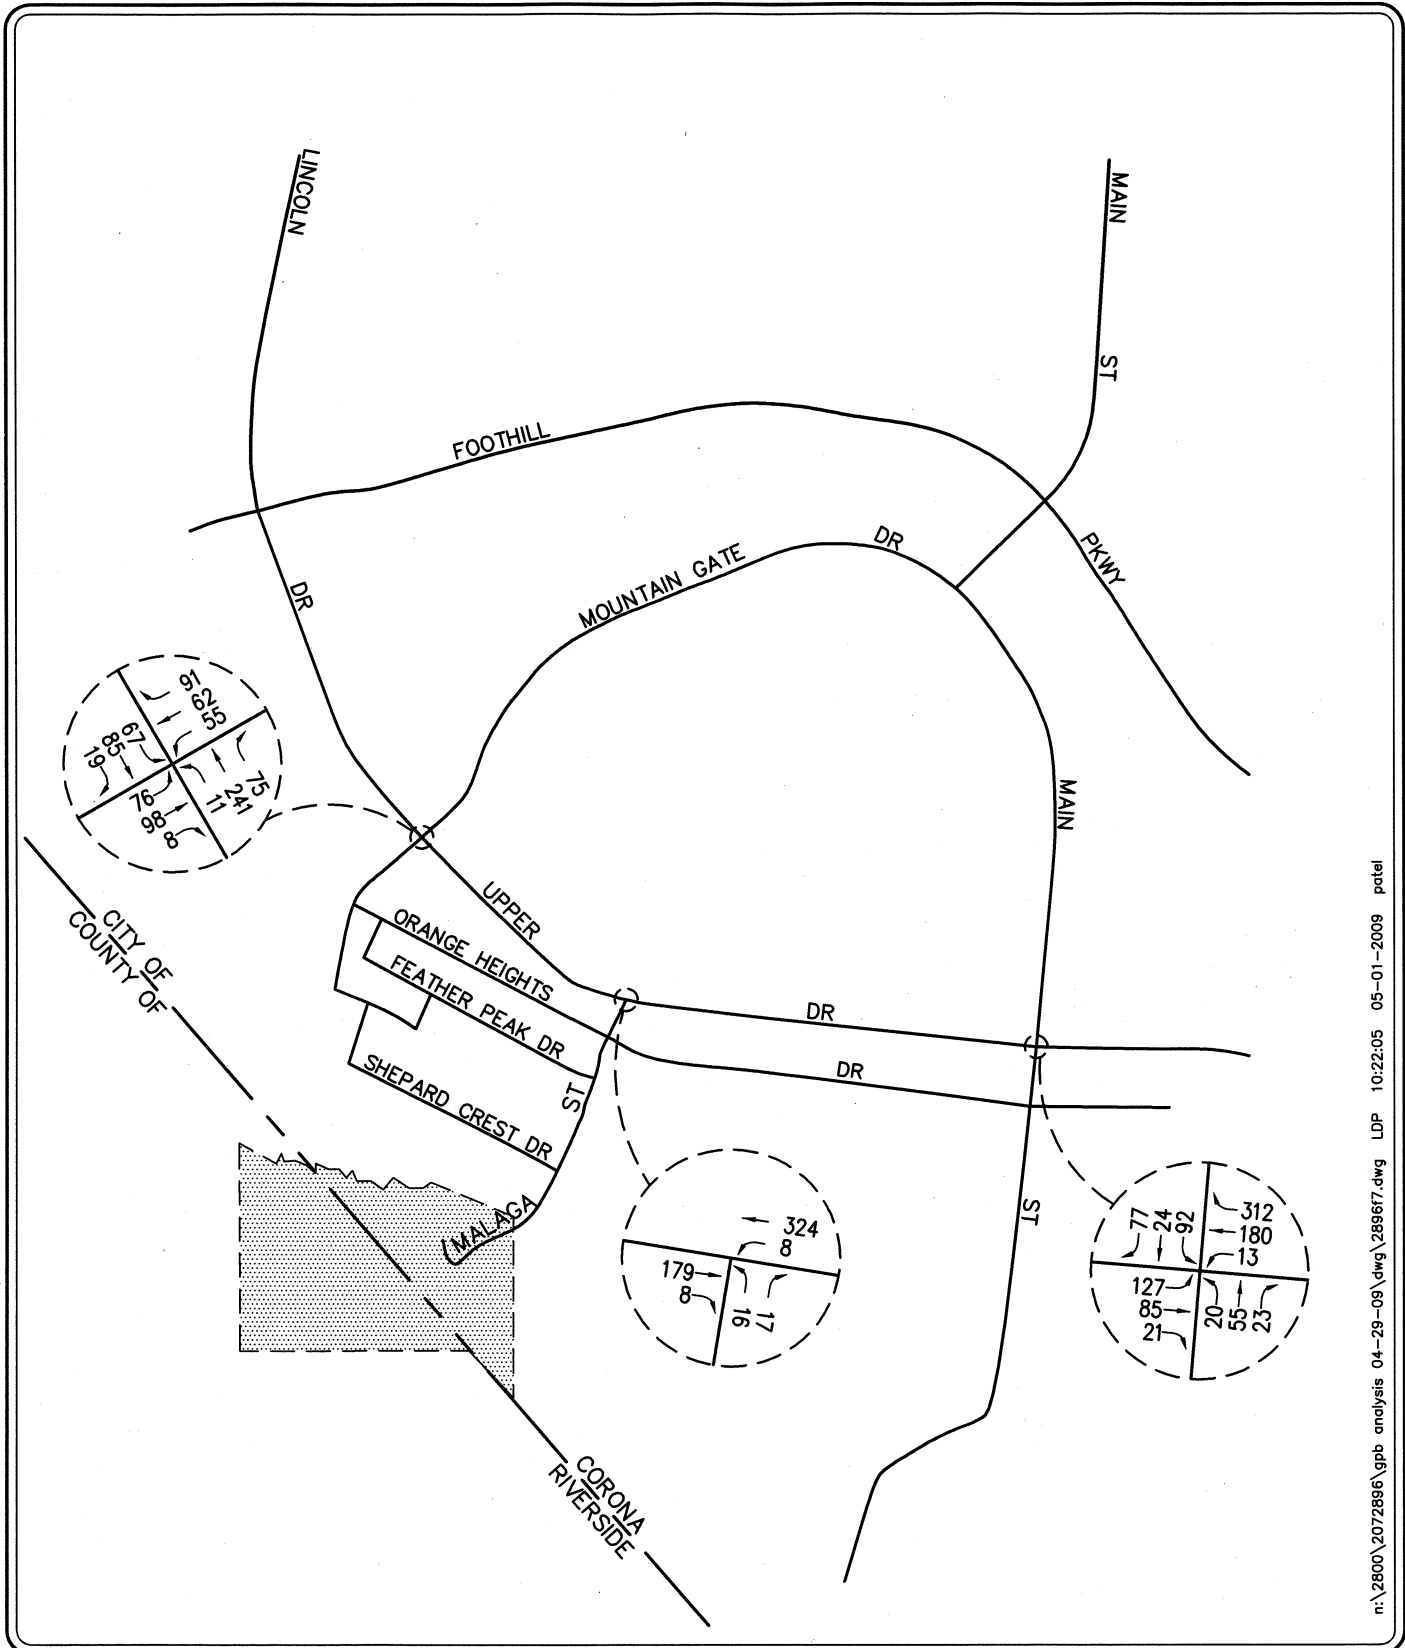 LINCOLN
MAIN
ST
FOOTHILL
DR
MOUNTAIN GATE
DR
PKWY
MAIN
91
62
55
75
241
11
67
85
19
76
98
8
UPPER
ORANGE HEIGHTS
FEATHER PEAK DR
SHEPARD CREST DR
DR
DR
ST
MALAGA
ST
CITY OF
COUNTY OF
CORONA
RIVERSIDE
324
8
179
8
16
17
77
24
92
312
180
13
127
85
21
20
55
23
n:\2800\2072896\gpb analysis 04-29-09\dwg\2896f7.dwg LDP 10:22:05 05-01-2009 patel